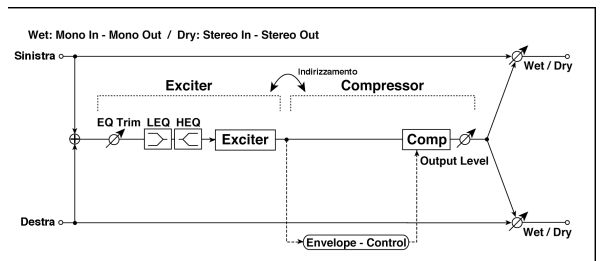 Wet: Mono In - Mono Out / Dry: Stereo In - Stereo Out
Sinistra
Wet / Dry
Indirizzamento
Exciter
Compressor
EQ Trim
LEQ
HEQ
Exciter
Comp
Output Level
Destra
Wet / Dry
Envelope - Control